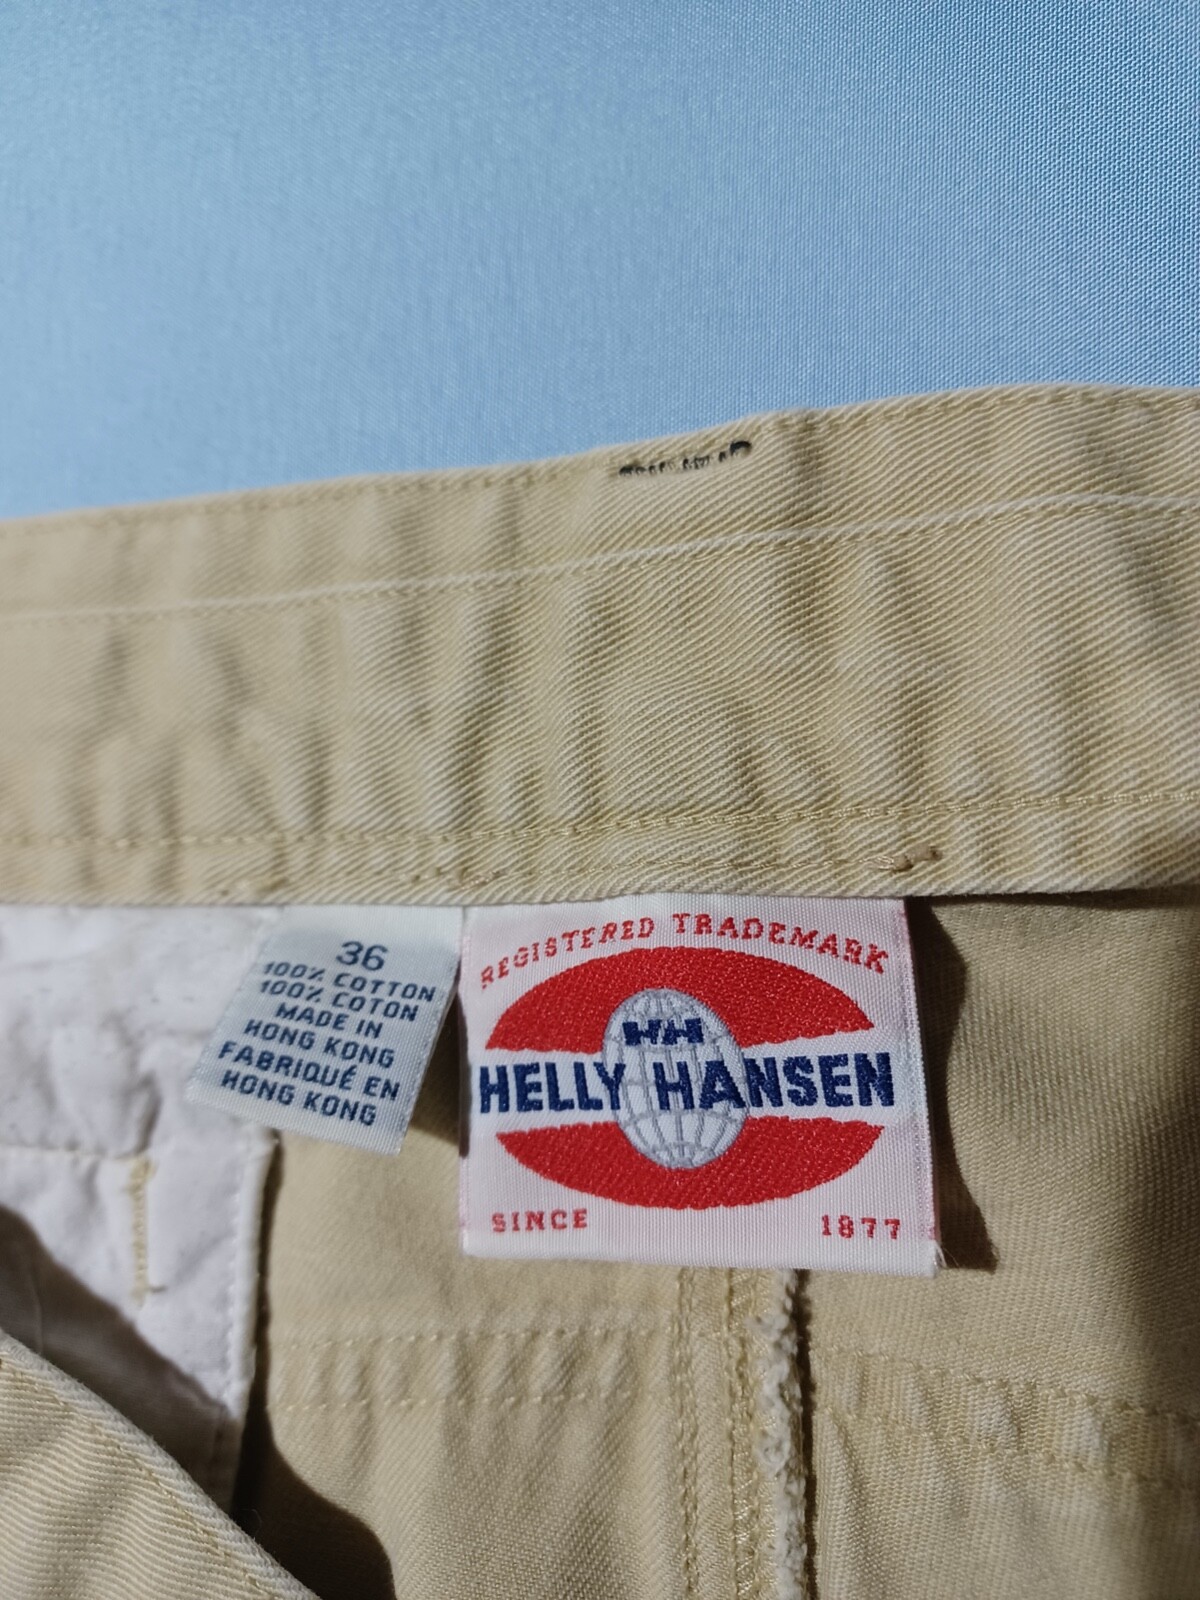 36
100% COTTON
100% COTON
MADE IN
HONG KONG
FABRIQUÉ EN
HONG KONG
REGISTERED TRADEMARK
HH
HELLY HANSEN
SINCE 1877